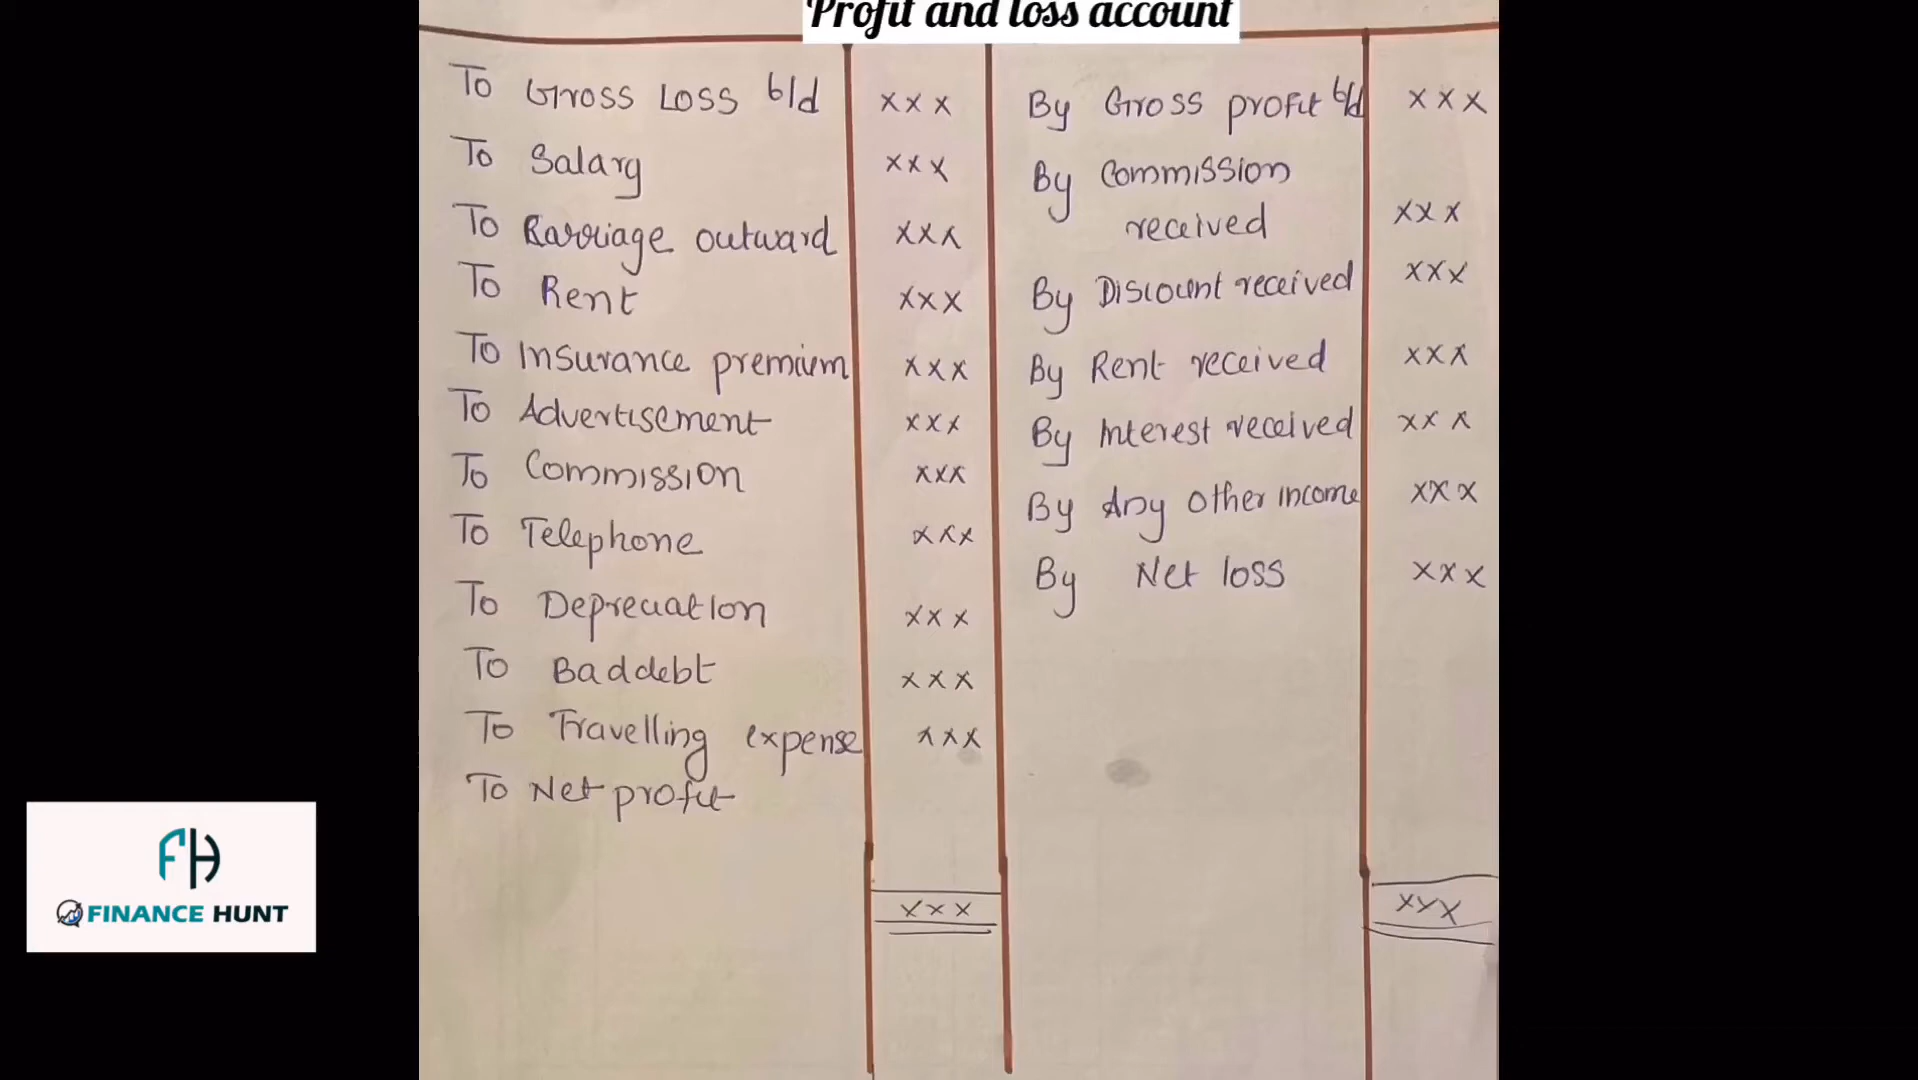 Profit and loss account
To Gross Loss b/d xxx
To Salary xxx
To Carriage outward xxx
To Rent xxx
To Insurance premium xxx
To Advertisement xxx
To Commission xxx
To Telephone xxx
To Depreciation xxx
To Bad debt xxx
To Travelling expense xxx
To Net profit
xxx
By Gross profit b/d xxx
By Commission
received xxx
By Discount received xxx
By Rent received xxx
By Interest received xxx
By Any other income xxx
By Net loss xxx
xxx
FH
FINANCE HUNT